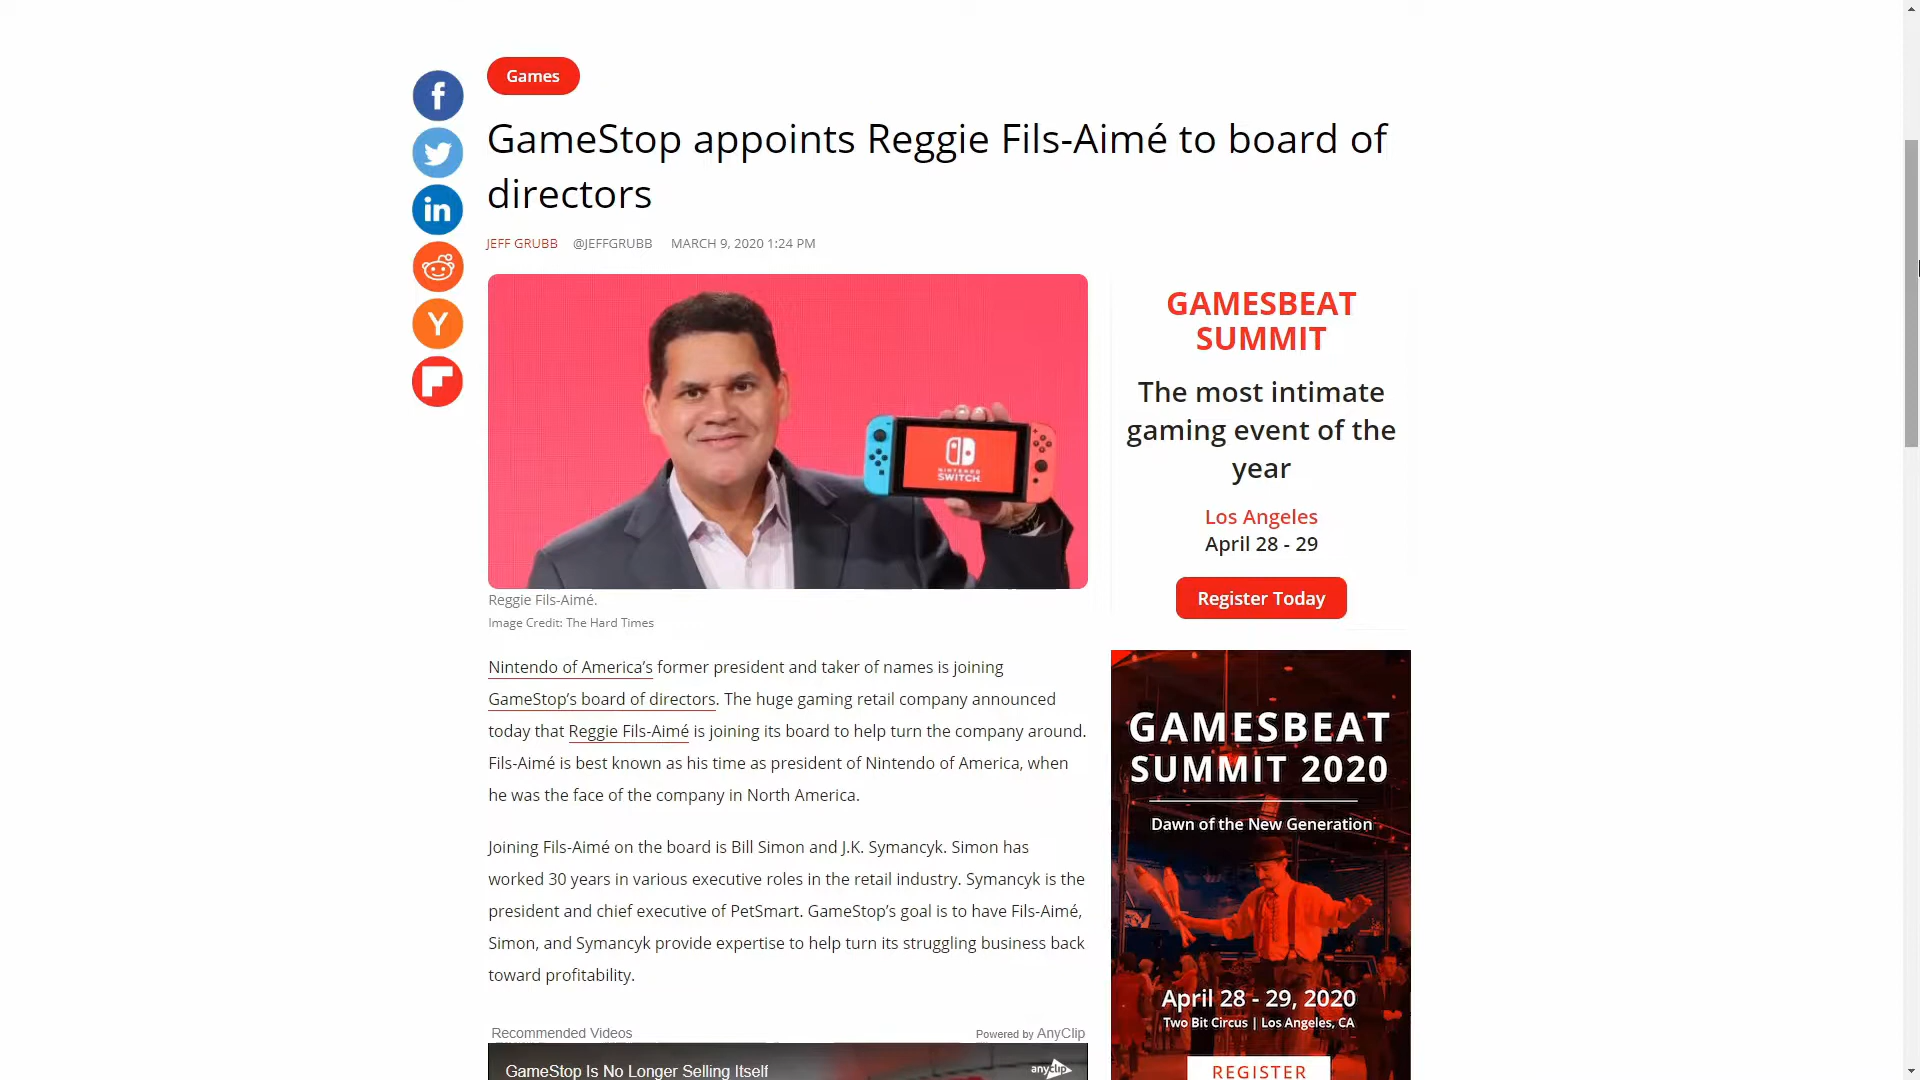 Games
GameStop appoints Reggie Fils-Aimé to board of
directors
JEFF GRUBB @JEFFGRUBB MARCH 9, 2020 1:24 PM
NINTENDO
SWITCH
Reggie Fils-Aimé.
Image Credit: The Hard Times
Nintendo of America’s former president and taker of names is joining
GameStop’s board of directors. The huge gaming retail company announced
today that Reggie Fils-Aimé is joining its board to help turn the company around.
Fils-Aimé is best known as his time as president of Nintendo of America, when
he was the face of the company in North America.
Joining Fils-Aimé on the board is Bill Simon and J.K. Symancyk. Simon has
worked 30 years in various executive roles in the retail industry. Symancyk is the
president and chief executive of PetSmart. GameStop’s goal is to have Fils-Aimé,
Simon, and Symancyk provide expertise to help turn its struggling business back
toward profitability.
Recommended Videos Powered by AnyClip
GameStop Is No Longer Selling Itself anyclip
GAMESBEAT
SUMMIT
The most intimate
gaming event of the
year
Los Angeles
April 28 - 29
Register Today
GAMESBEAT
SUMMIT 2020
Dawn of the New Generation
April 28 - 29, 2020
Two Bit Circus | Los Angeles, CA
REGISTER